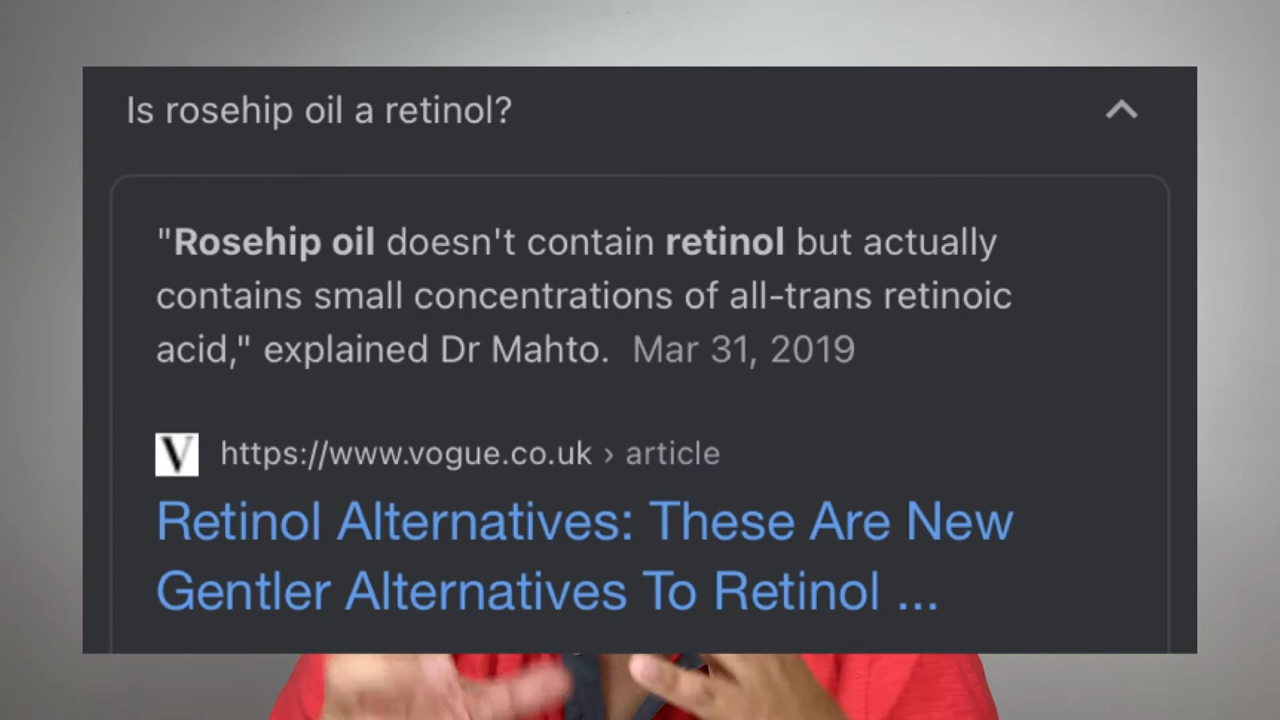 Is rosehip oil a retinol?
"Rosehip oil doesn't contain retinol but actually
contains small concentrations of all-trans retinoic
acid," explained Dr Mahto. Mar 31, 2019
V https://www.vogue.co.uk › article
Retinol Alternatives: These Are New
Gentler Alternatives To Retinol ...